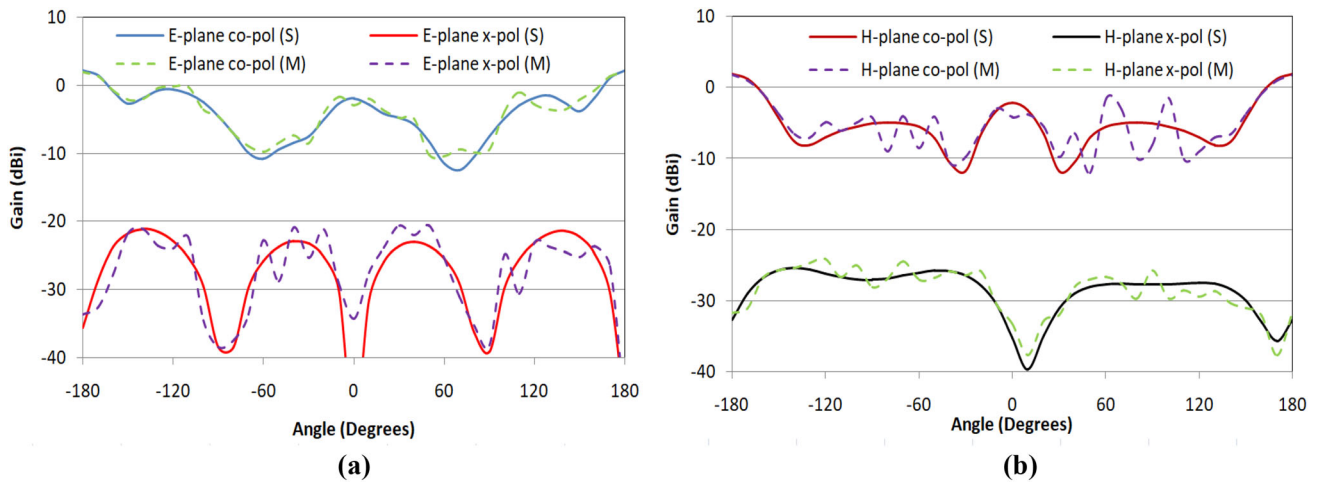 10
0
-10
-20
-30
-40
Gain (dBi)
E-plane co-pol (S)
E-plane x-pol (S)
E-plane co-pol (M)
E-plane x-pol (M)
-180
-120
-60
0
60
120
180
Angle (Degrees)
(a)
10
0
-10
-20
-30
-40
Gain (dBi)
H-plane co-pol (S)
H-plane x-pol (S)
H-plane co-pol (M)
H-plane x-pol (M)
-180
-120
-60
0
60
120
180
Angle (Degrees)
(b)